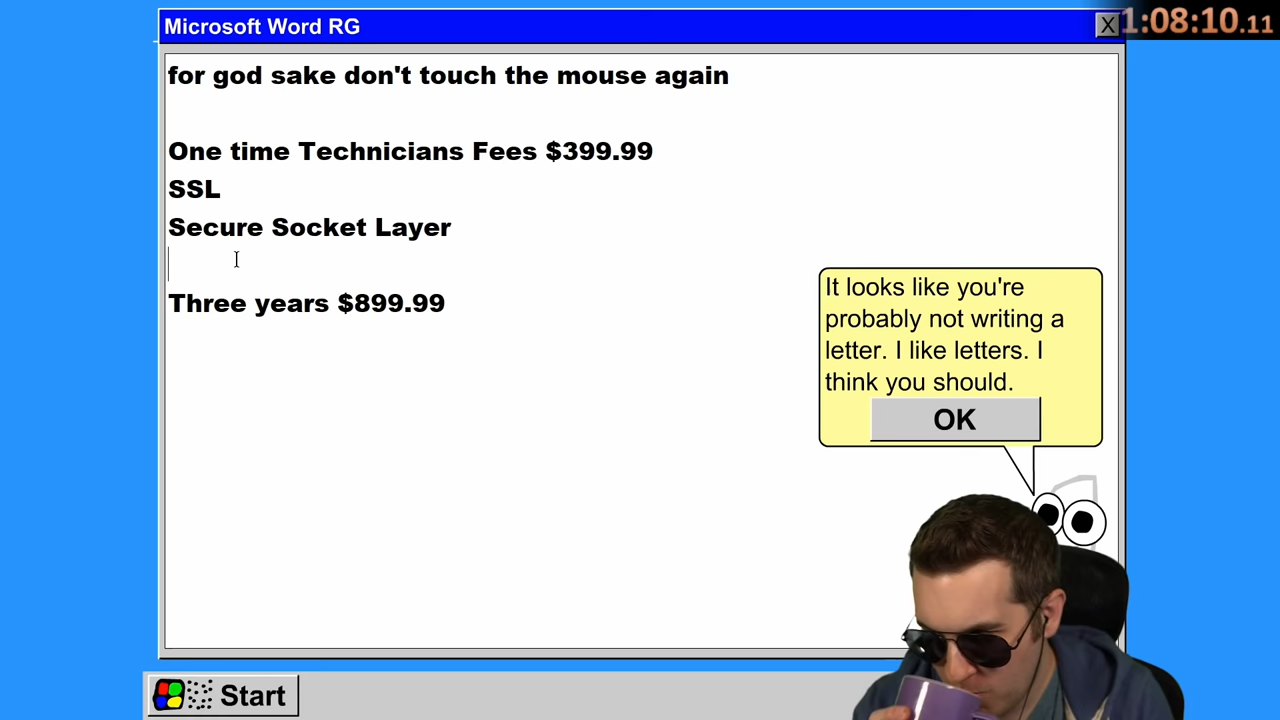 Microsoft Word RG
X
1:08:10.11
for god sake don't touch the mouse again
One time Technicians Fees $399.99
SSL
Secure Socket Layer
Three years $899.99
It looks like you're
probably not writing a
letter. I like letters. I
think you should.
OK
Start